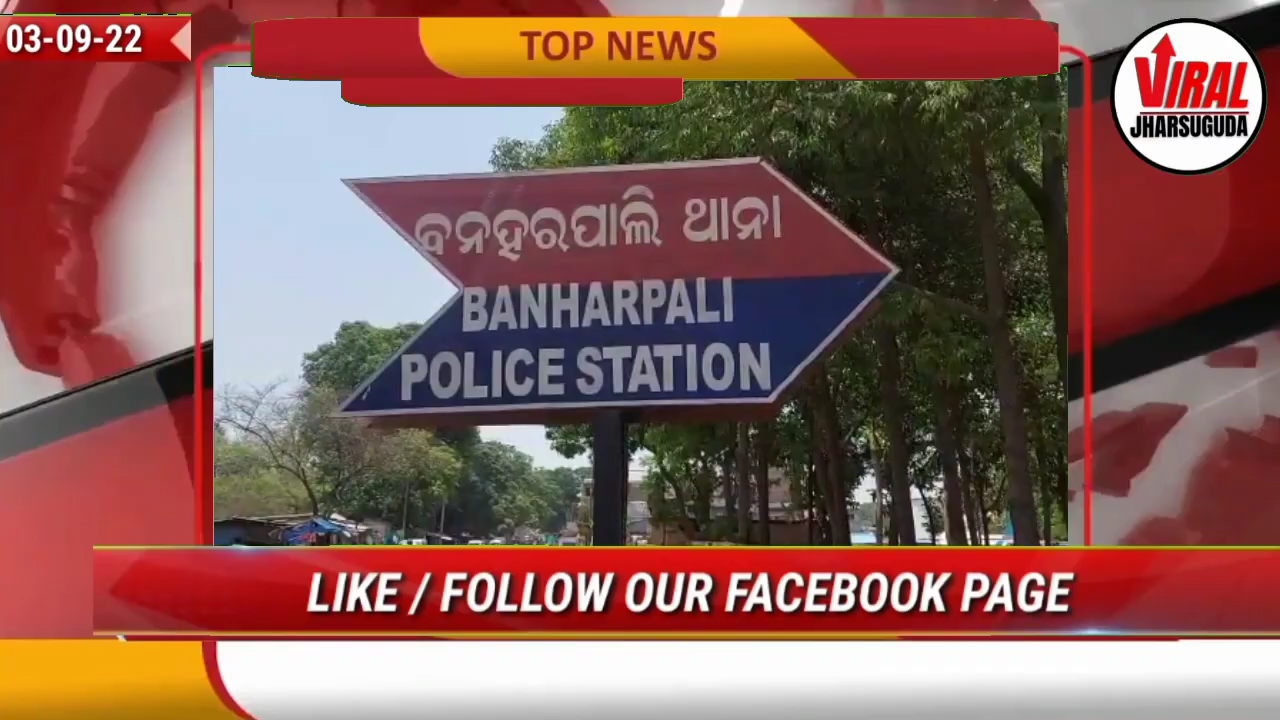 03-09-22
TOP NEWS
VIRAL
JHARSUGUDA
ବନହରପାଲି ଥାନା
BANHARPALI
POLICE STATION
LIKE / FOLLOW OUR FACEBOOK PAGE